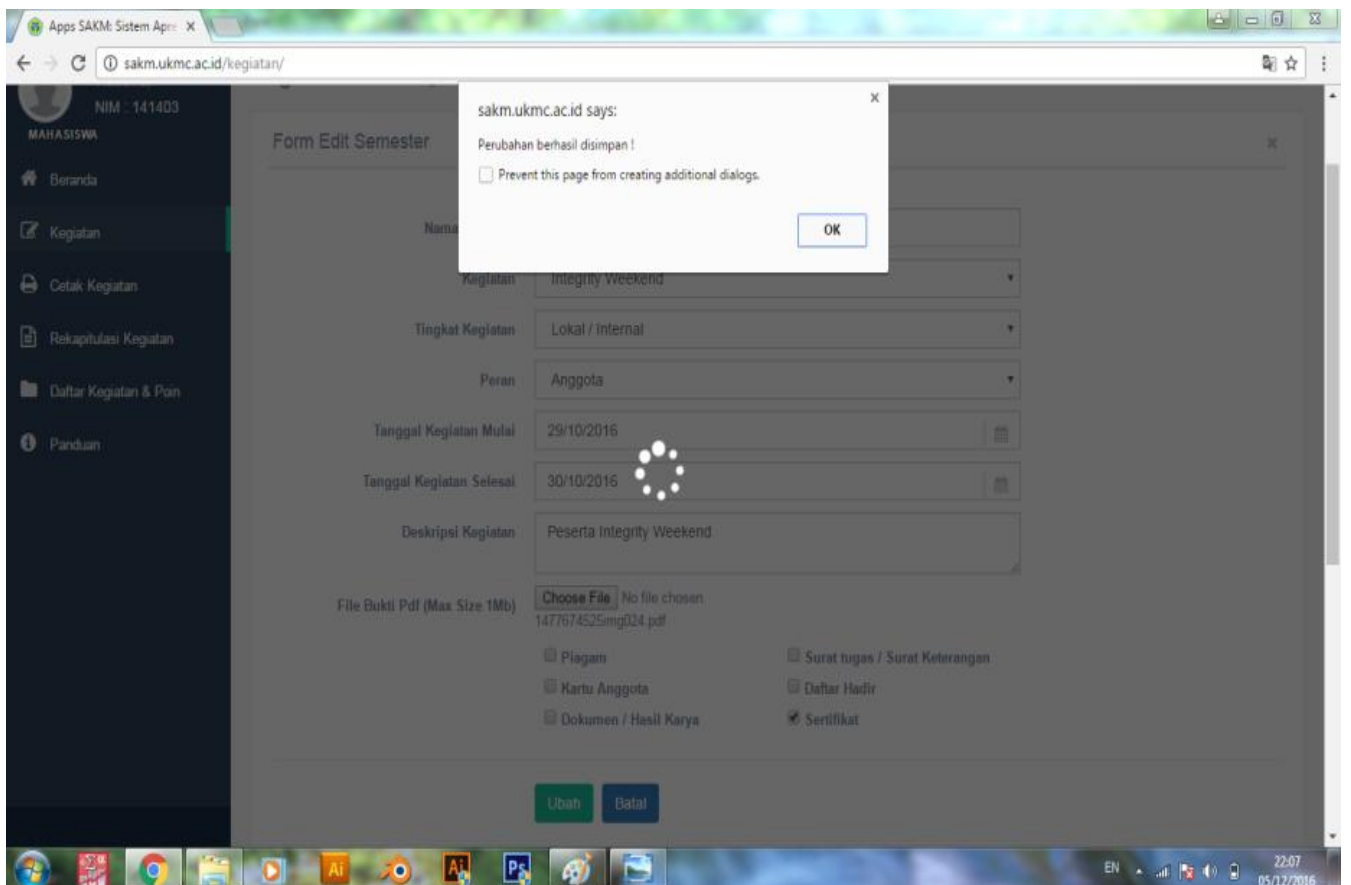 Apps SAKM: Sistem Apre
sakm.ukmc.ac.id/kegiatan/
NIM : 141403
MAHASISWA
Beranda
Kegiatan
Cetak Kegiatan
Rekapitulasi Kegiatan
Daftar Kegiatan & Poin
Panduan
sakm.ukmc.ac.id says:
Perubahan berhasil disimpan !
Prevent this page from creating additional dialogs.
OK
Form Edit Semester
Nama
Kegiatan Integrity Weekend
Tingkat Kegiatan Lokal / Internal
Peran Anggota
Tanggal Kegiatan Mulai 29/10/2016
Tanggal Kegiatan Selesai 30/10/2016
Deskripsi Kegiatan Peserta Integrity Weekend
File Bukti Pdf (Max Size 1Mb) Choose File No file chosen
1477674525img024.pdf
Piagam Surat tugas / Surat Keterangan
Kartu Anggota Daftar Hadir
Dokumen / Hasil Karya Sertifikat
Ubah Batal
Ai Ai Ps
EN 22:07
05/12/2016